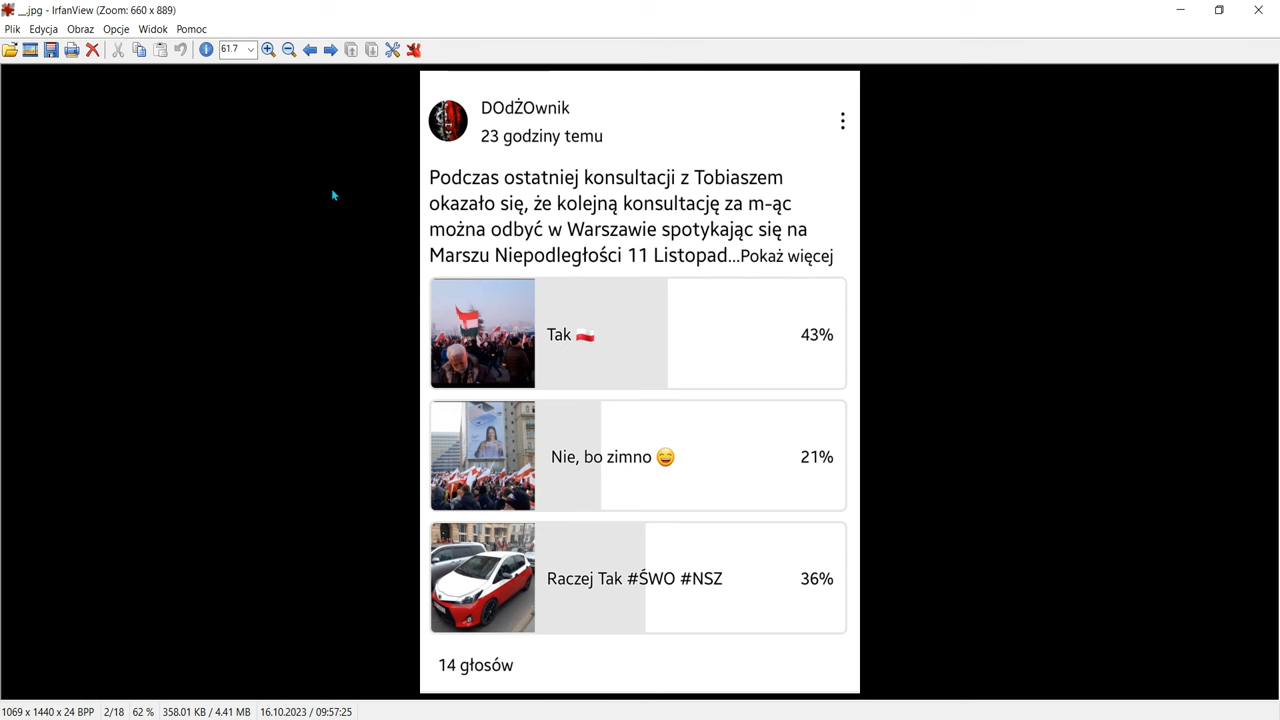 __.jpg - IrfanView (Zoom: 660 x 889)
Plik Edycja Obraz Opcje Widok Pomoc
61.7
DOdŻOwnik
23 godziny temu
Podczas ostatniej konsultacji z Tobiaszem
okazało się, że kolejną konsultację za m-ąc
można odbyć w Warszawie spotykając się na
Marszu Niepodległości 11 Listopad...Pokaż więcej
Tak 🇵🇱 43%
Nie, bo zimno 😄 21%
Raczej Tak #ŚWO #NSZ 36%
14 głosów
1069 x 1440 x 24 BPP 2/18 62 % 358.01 KB / 4.41 MB 16.10.2023 / 09:57:25